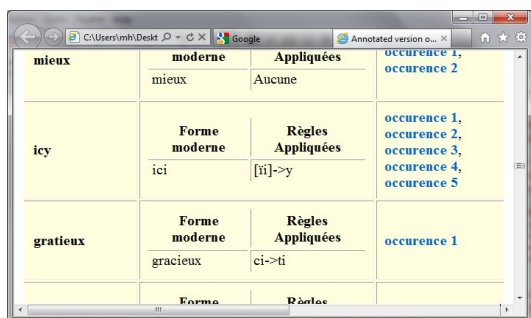 C:\Users\mh\Deskt
Google
Annotated version o...
mieux
moderne
Appliquées
mieux
Aucune
occurence 1,
occurence 2
icy
Forme
moderne
Règles
Appliquées
ici
[ïi]->y
occurence 1,
occurence 2,
occurence 3,
occurence 4,
occurence 5
gratieux
Forme
moderne
Règles
Appliquées
gracieux
ci->ti
occurence 1
Forme
Règles